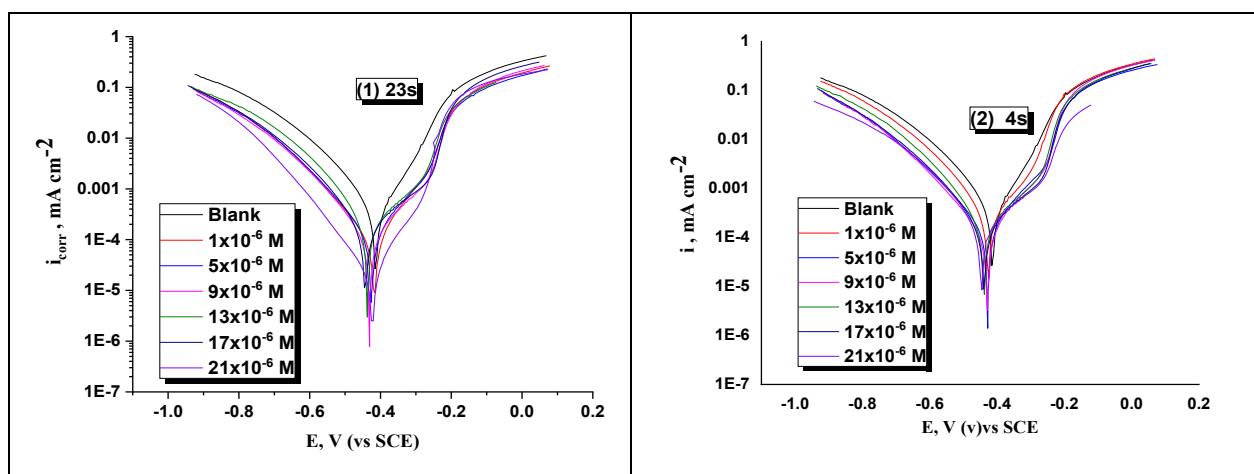 1
0.1
0.01
0.001
1E-4
1E-5
1E-6
1E-7
i_corr , mA cm⁻²
(1) 23s
Blank
1x10⁻⁶ M
5x10⁻⁶ M
9x10⁻⁶ M
13x10⁻⁶ M
17x10⁻⁶ M
21x10⁻⁶ M
-1.0 -0.8 -0.6 -0.4 -0.2 0.0 0.2
E, V (vs SCE)
1
0.1
0.01
0.001
1E-4
1E-5
1E-6
1E-7
i , mA cm⁻²
(2) 4s
Blank
1x10⁻⁶ M
5x10⁻⁶ M
9x10⁻⁶ M
13x10⁻⁶ M
17x10⁻⁶ M
21x10⁻⁶ M
-1.0 -0.8 -0.6 -0.4 -0.2 0.0 0.2
E, V (v)vs SCE